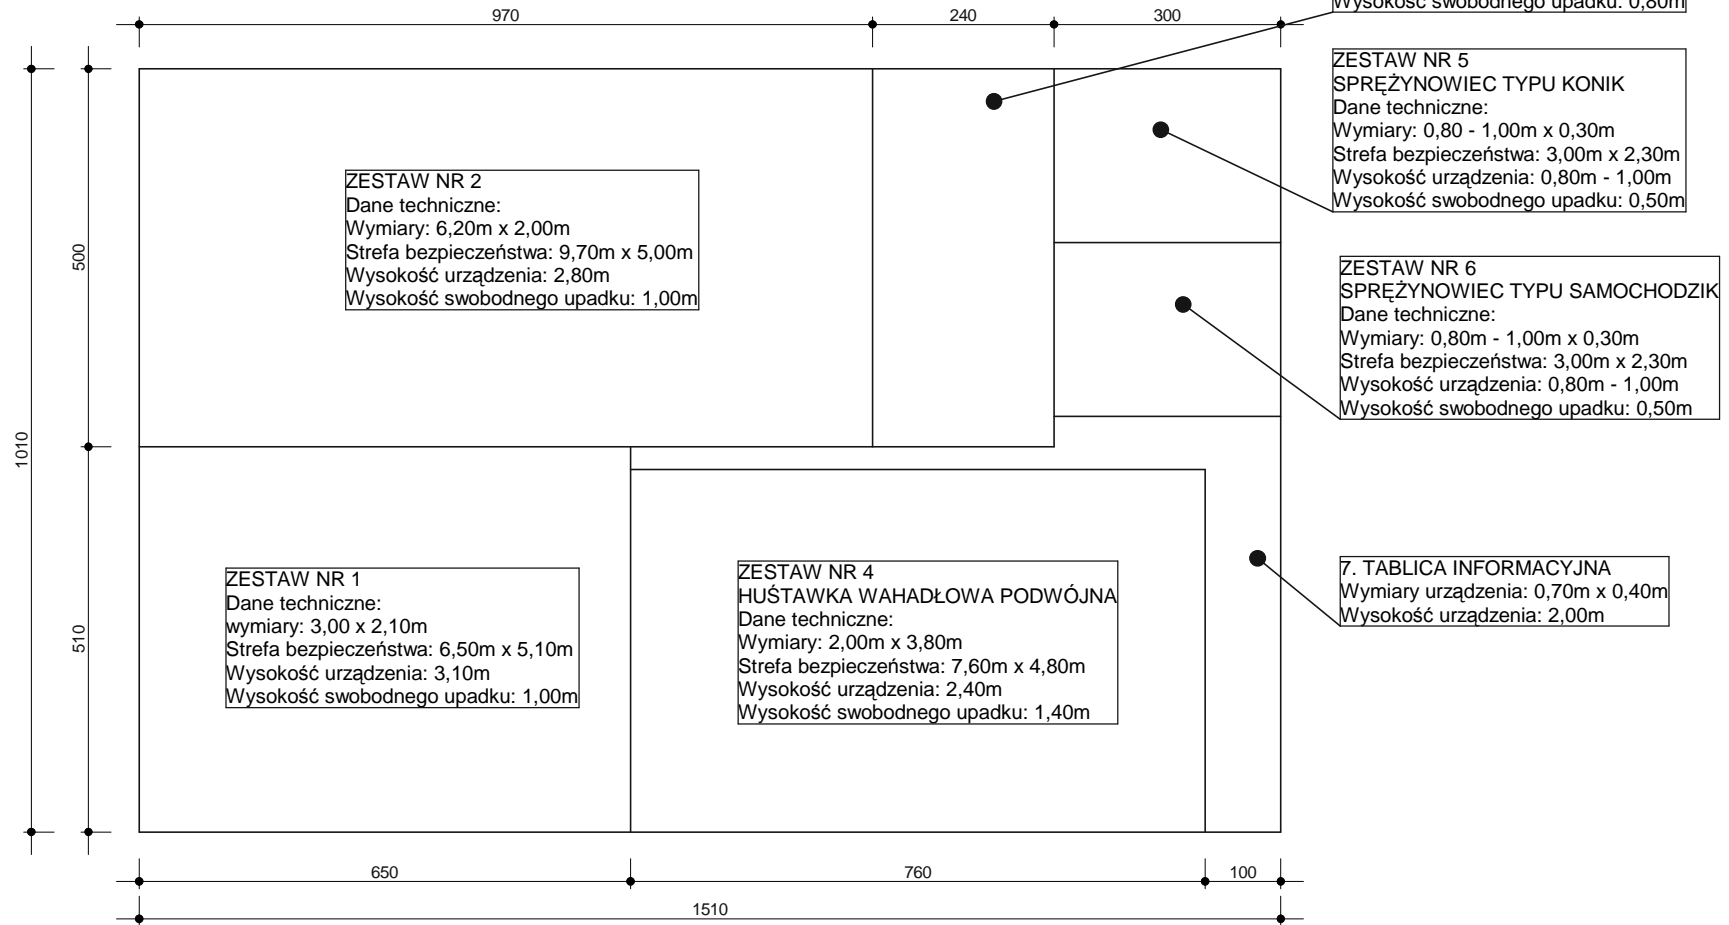 Wysokość swobodnego upadku: 0,80m
970
240
300
ZESTAW NR 5
SPRĘŻYNOWIEC TYPU KONIK
Dane techniczne:
Wymiary: 0,80 - 1,00m x 0,30m
Strefa bezpieczeństwa: 3,00m x 2,30m
Wysokość urządzenia: 0,80m - 1,00m
Wysokość swobodnego upadku: 0,50m
ZESTAW NR 2
Dane techniczne:
Wymiary: 6,20m x 2,00m
Strefa bezpieczeństwa: 9,70m x 5,00m
Wysokość urządzenia: 2,80m
Wysokość swobodnego upadku: 1,00m
500
1010
ZESTAW NR 6
SPRĘŻYNOWIEC TYPU SAMOCHODZIK
Dane techniczne:
Wymiary: 0,80m - 1,00m x 0,30m
Strefa bezpieczeństwa: 3,00m x 2,30m
Wysokość urządzenia: 0,80m - 1,00m
Wysokość swobodnego upadku: 0,50m
510
ZESTAW NR 1
Dane techniczne:
wymiary: 3,00 x 2,10m
Strefa bezpieczeństwa: 6,50m x 5,10m
Wysokość urządzenia: 3,10m
Wysokość swobodnego upadku: 1,00m
ZESTAW NR 4
HUŚTAWKA WAHADŁOWA PODWÓJNA
Dane techniczne:
Wymiary: 2,00m x 3,80m
Strefa bezpieczeństwa: 7,60m x 4,80m
Wysokość urządzenia: 2,40m
Wysokość swobodnego upadku: 1,40m
7. TABLICA INFORMACYJNA
Wymiary urządzenia: 0,70m x 0,40m
Wysokość urządzenia: 2,00m
650
760
100
1510